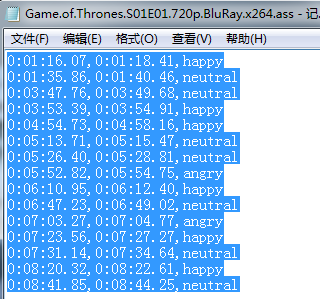 Game.of.Thrones.S01E01.720p.BluRay.x264.ass - 记
文件(F) 编辑(E) 格式(O) 查看(V) 帮助(H)
0:01:16.07,0:01:18.41,happy
0:01:35.86,0:01:40.46,neutral
0:03:47.76,0:03:49.68,neutral
0:03:53.39,0:03:54.91,happy
0:04:54.73,0:04:58.16,happy
0:05:13.71,0:05:15.47,neutral
0:05:26.40,0:05:28.81,neutral
0:05:52.82,0:05:54.75,angry
0:06:10.95,0:06:12.40,happy
0:06:47.23,0:06:49.02,neutral
0:07:03.27,0:07:04.77,angry
0:07:23.56,0:07:27.27,happy
0:07:31.14,0:07:34.64,neutral
0:08:20.32,0:08:22.61,happy
0:08:41.85,0:08:44.25,neutral